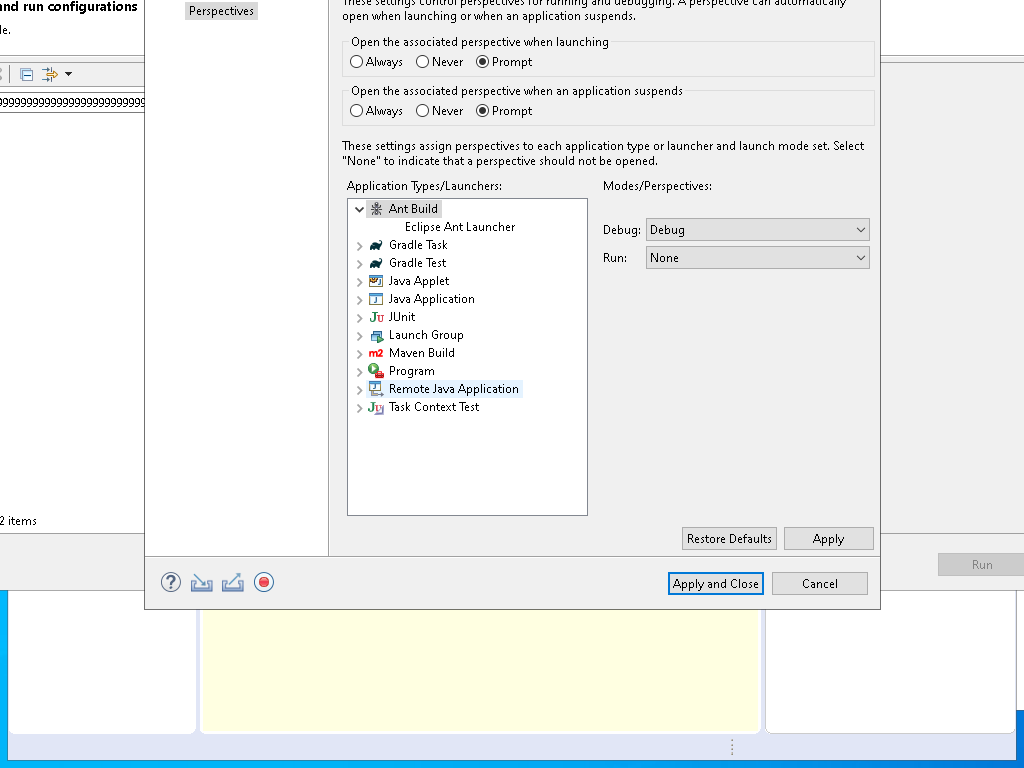 and run configurations
Perspectives
These settings control perspectives for running and debugging. A perspective can automatically
open when launching or when an application suspends.
Open the associated perspective when launching
Always
Never
Prompt
Open the associated perspective when an application suspends
Always
Never
Prompt
These settings assign perspectives to each application type or launcher and launch mode set. Select
"None" to indicate that a perspective should not be opened.
Application Types/Launchers:
Modes/Perspectives:
Ant Build
Eclipse Ant Launcher
Gradle Task
Gradle Test
Java Applet
Java Application
JUnit
Launch Group
Maven Build
Program
Remote Java Application
Task Context Test
Debug: Debug
Run: None
2 items
Restore Defaults
Apply
Run
Apply and Close
Cancel